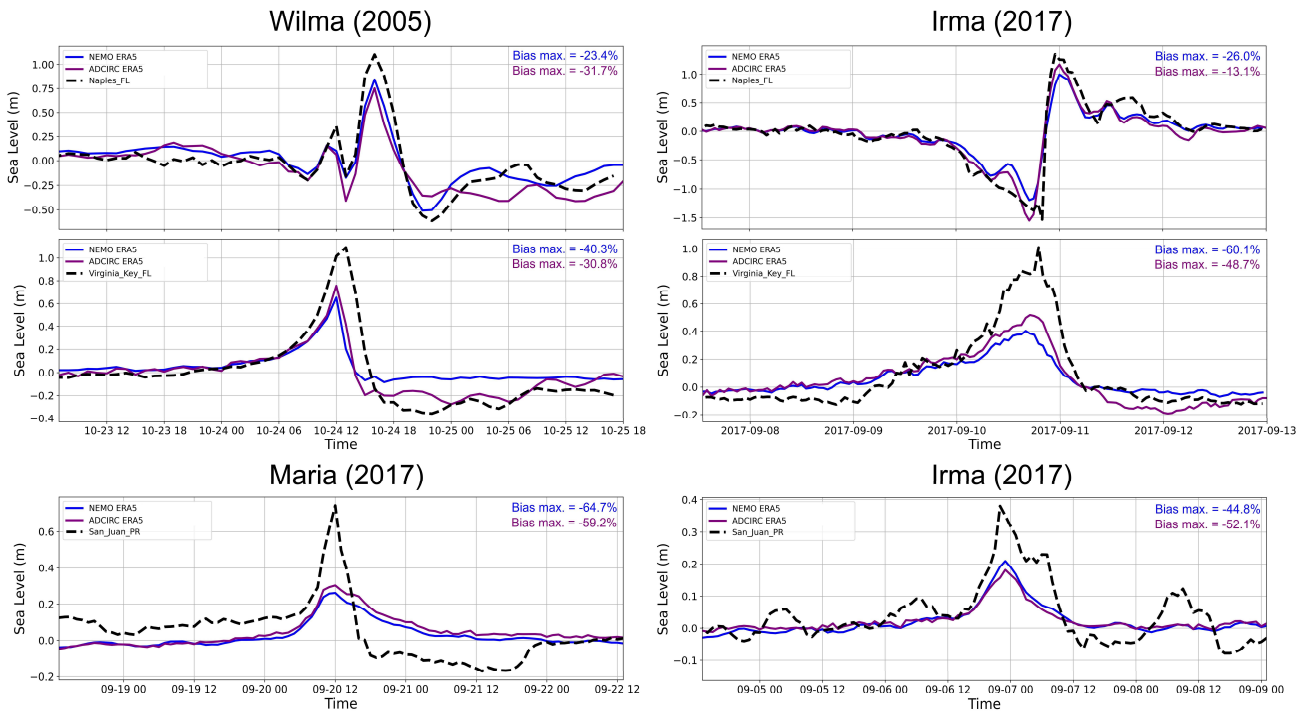 Wilma (2005)
Sea Level (m)
1.00
0.75
0.50
0.25
0.00
−0.25
−0.50
NEMO ERA5
ADCIRC ERA5
Naples_FL
Bias max. = -23.4%
Bias max. = -31.7%
Sea Level (m)
1.0
0.8
0.6
0.4
0.2
0.0
−0.2
−0.4
NEMO ERA5
ADCIRC ERA5
Virginia_Key_FL
Bias max. = -40.3%
Bias max. = -30.8%
10-23 12 10-23 18 10-24 00 10-24 06 10-24 12 10-24 18 10-25 00 10-25 06 10-25 12 10-25 18
Time
Irma (2017)
Sea Level (m)
1.0
0.5
0.0
−0.5
−1.0
−1.5
NEMO ERA5
ADCIRC ERA5
Naples_FL
Bias max. = -26.0%
Bias max. = -13.1%
Sea Level (m)
1.0
0.8
0.6
0.4
0.2
0.0
−0.2
NEMO ERA5
ADCIRC ERA5
Virginia_Key_FL
Bias max. = -60.1%
Bias max. = -48.7%
2017-09-08 2017-09-09 2017-09-10 2017-09-11 2017-09-12 2017-09-13
Time
Maria (2017)
Sea Level (m)
0.6
0.4
0.2
0.0
−0.2
NEMO ERA5
ADCIRC ERA5
San_Juan_PR
Bias max. = -64.7%
Bias max. = -59.2%
09-19 00 09-19 12 09-20 00 09-20 12 09-21 00 09-21 12 09-22 00 09-22 12
Time
Irma (2017)
Sea Level (m)
0.4
0.3
0.2
0.1
0.0
−0.1
NEMO ERA5
ADCIRC ERA5
San_Juan_PR
Bias max. = -44.8%
Bias max. = -52.1%
09-05 00 09-05 12 09-06 00 09-06 12 09-07 00 09-07 12 09-08 00 09-08 12 09-09 00
Time